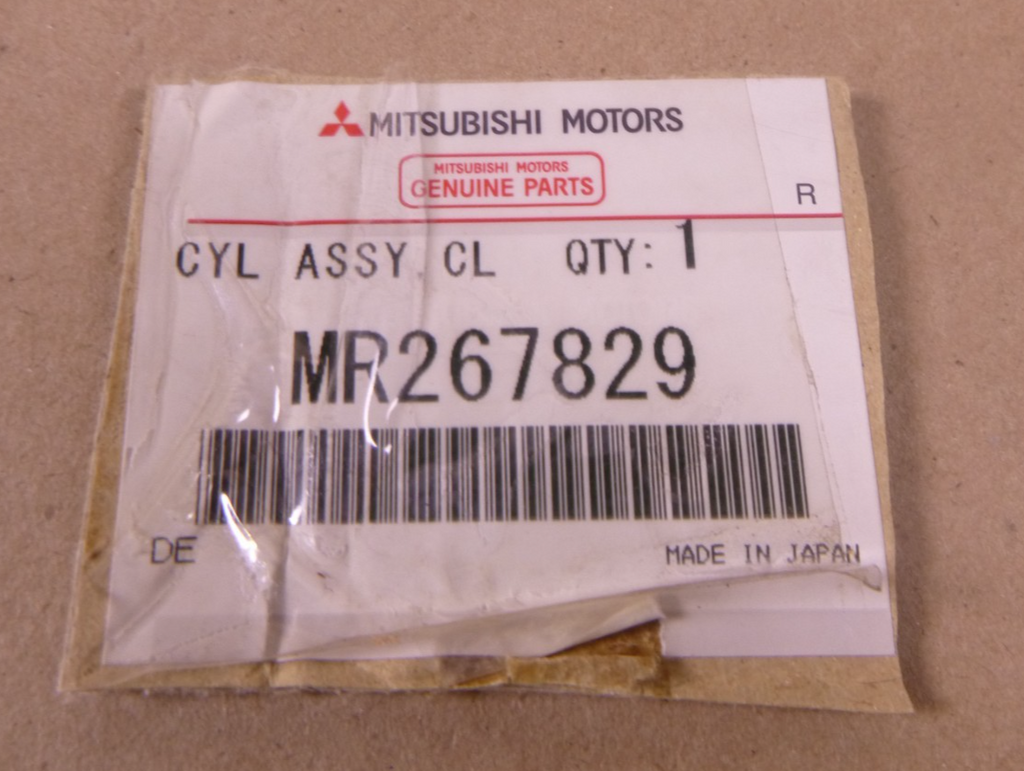 MITSUBISHI MOTORS
MITSUBISHI MOTORS
GENUINE PARTS
R
CYL ASSY CL QTY: 1
MR267829
DE MADE IN JAPAN